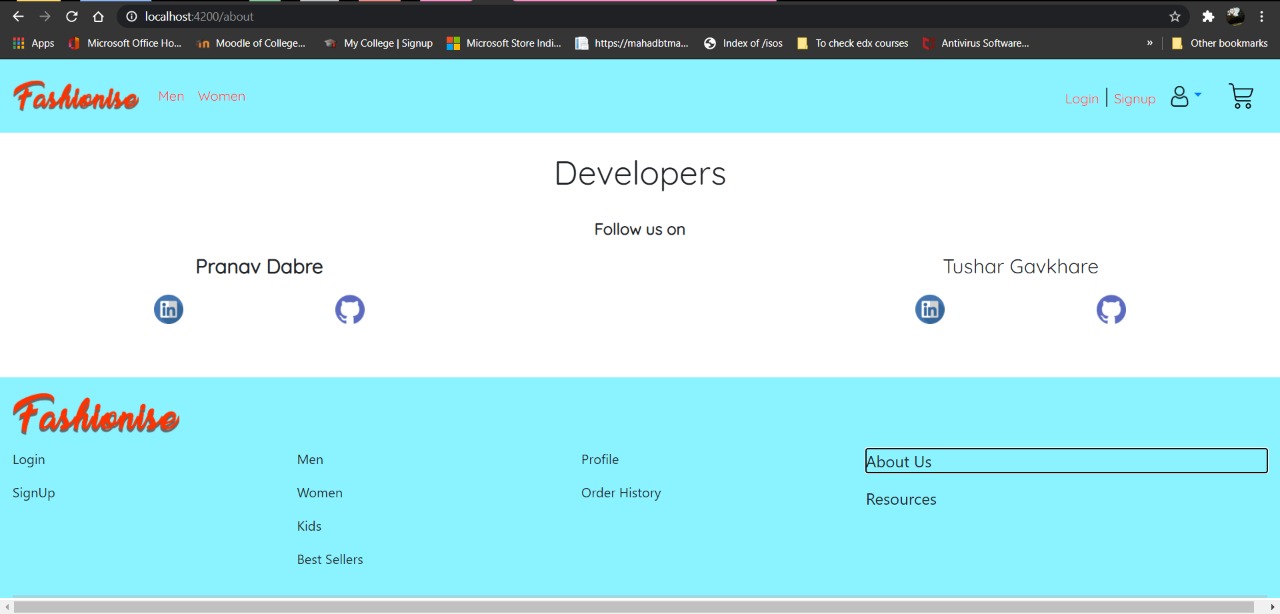 localhost:4200/about
Apps Microsoft Office Ho... Moodle of College... My College | Signup Microsoft Store Indi... https://mahadbtma... Index of /isos To check edx courses Antivirus Software... » Other bookmarks
Fashionise Men Women Login | Signup
Developers
Follow us on
Pranav Dabre Tushar Gavkhare
in in
Fashionise
Login Men Profile About Us
SignUp Women Order History Resources
Kids
Best Sellers